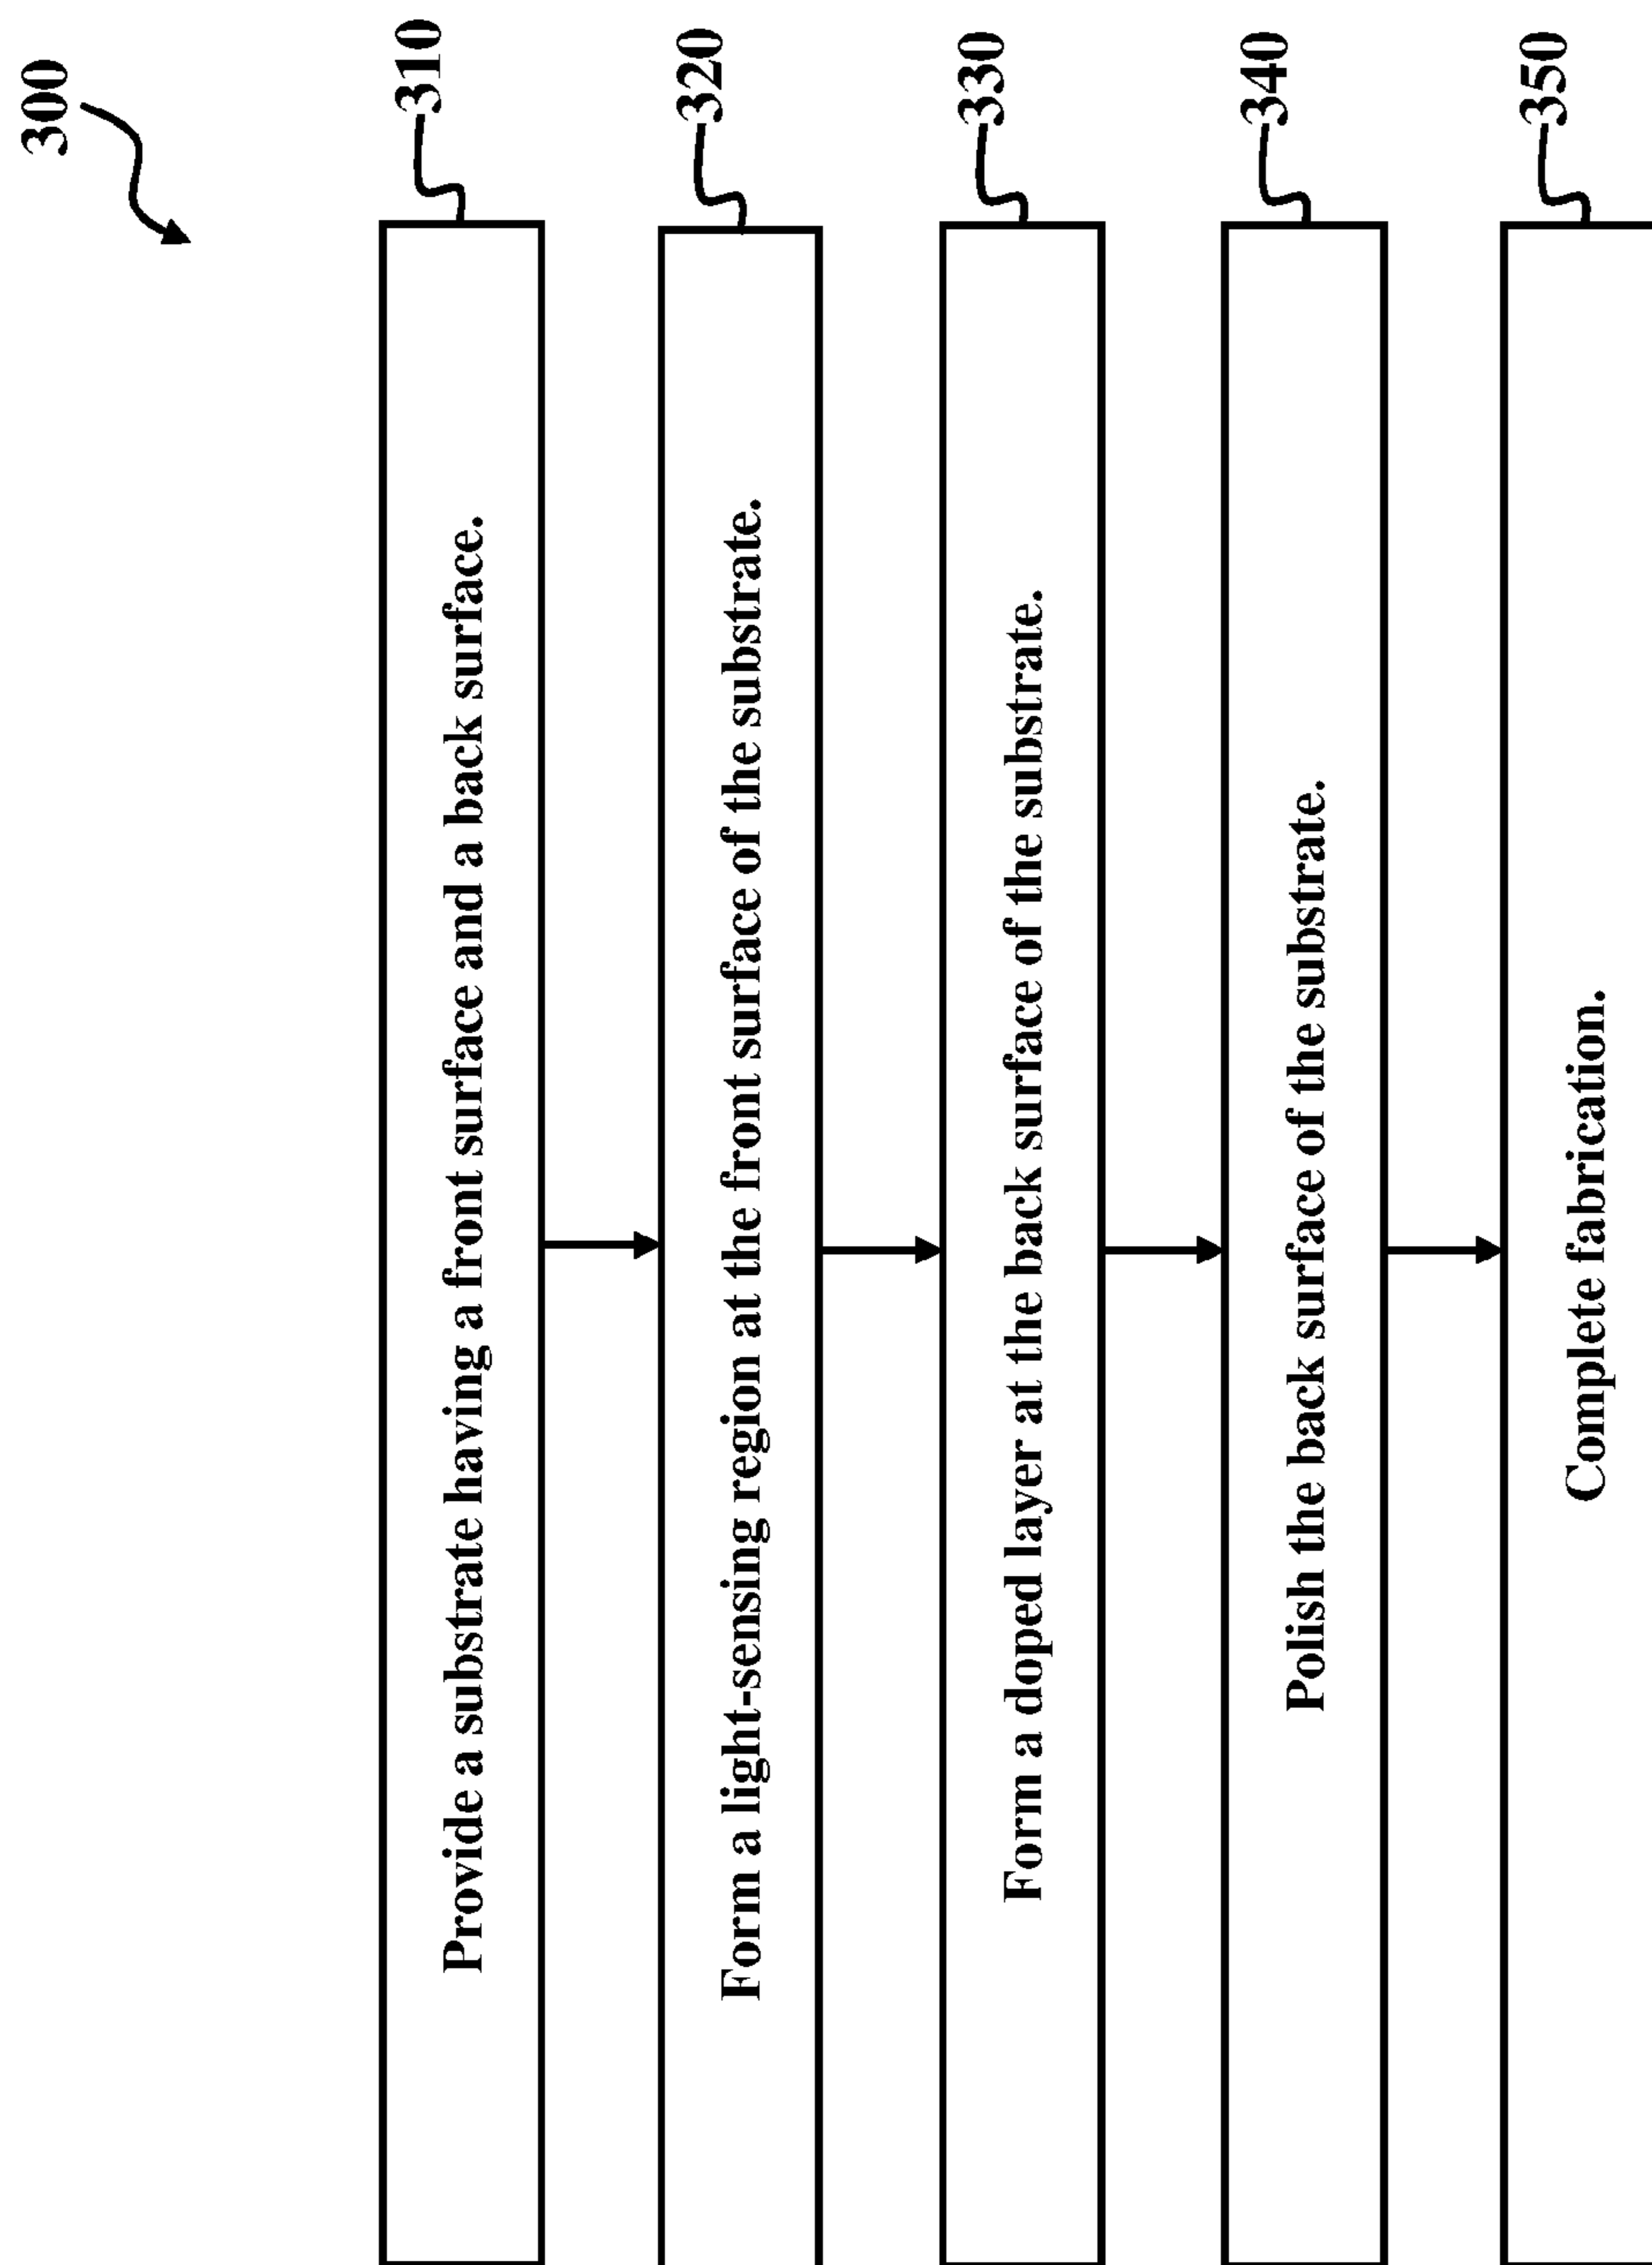 300
310
Provide a substrate having a front surface and a back surface.
320
Form a light-sensing region at the front surface of the substrate.
330
Form a doped layer at the back surface of the substrate.
340
Polish the back surface of the substrate.
350
Complete fabrication.